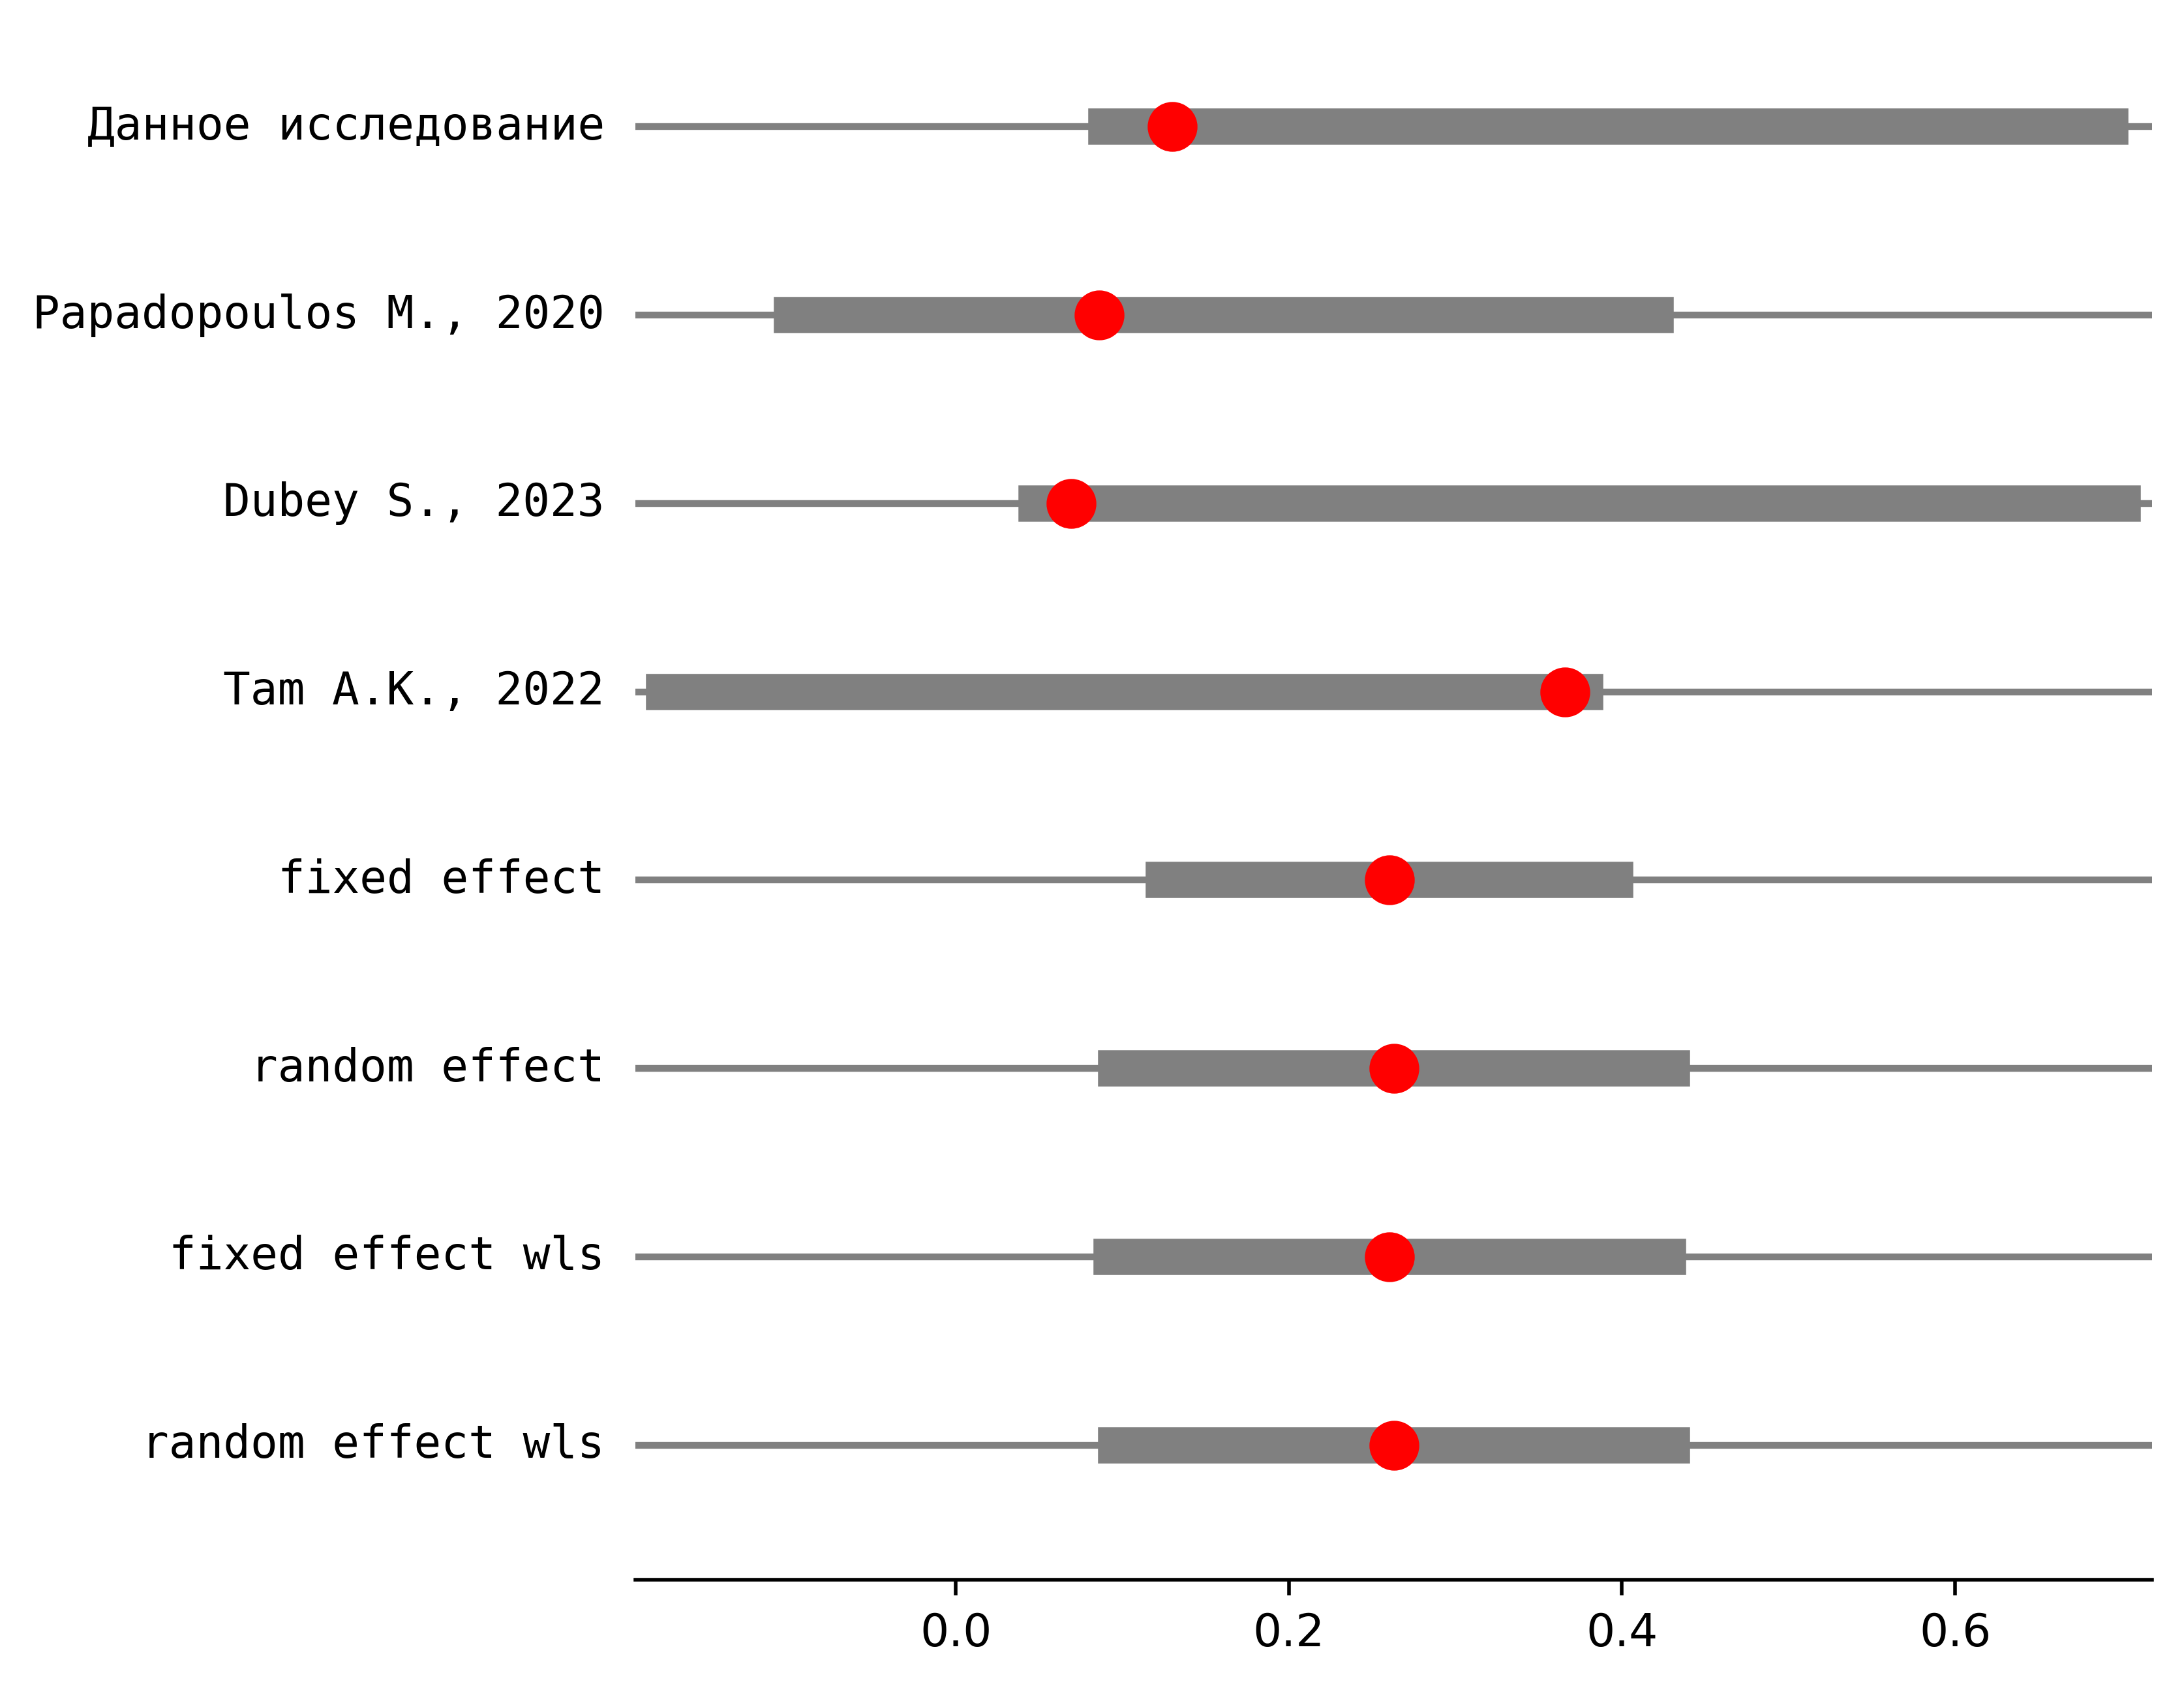 Данное исследование
Papadopoulos M., 2020
Dubey S., 2023
Tam A.K., 2022
fixed effect
random effect
fixed effect wls
random effect wls
0.0 0.2 0.4 0.6